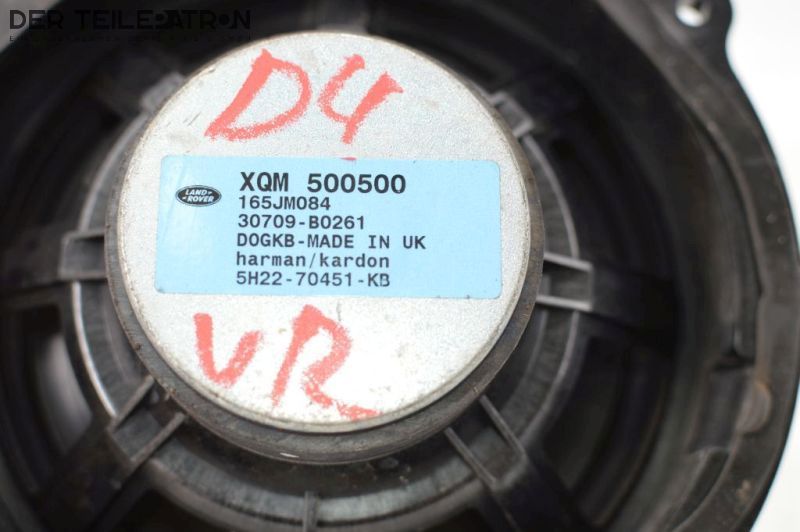 DER TEILEPATRON
D4
XQM 500500
LAND ROVER
165JM084
30709-B0261
DOGKB-MADE IN UK
harman/kardon
5H22-70451-KB
VR